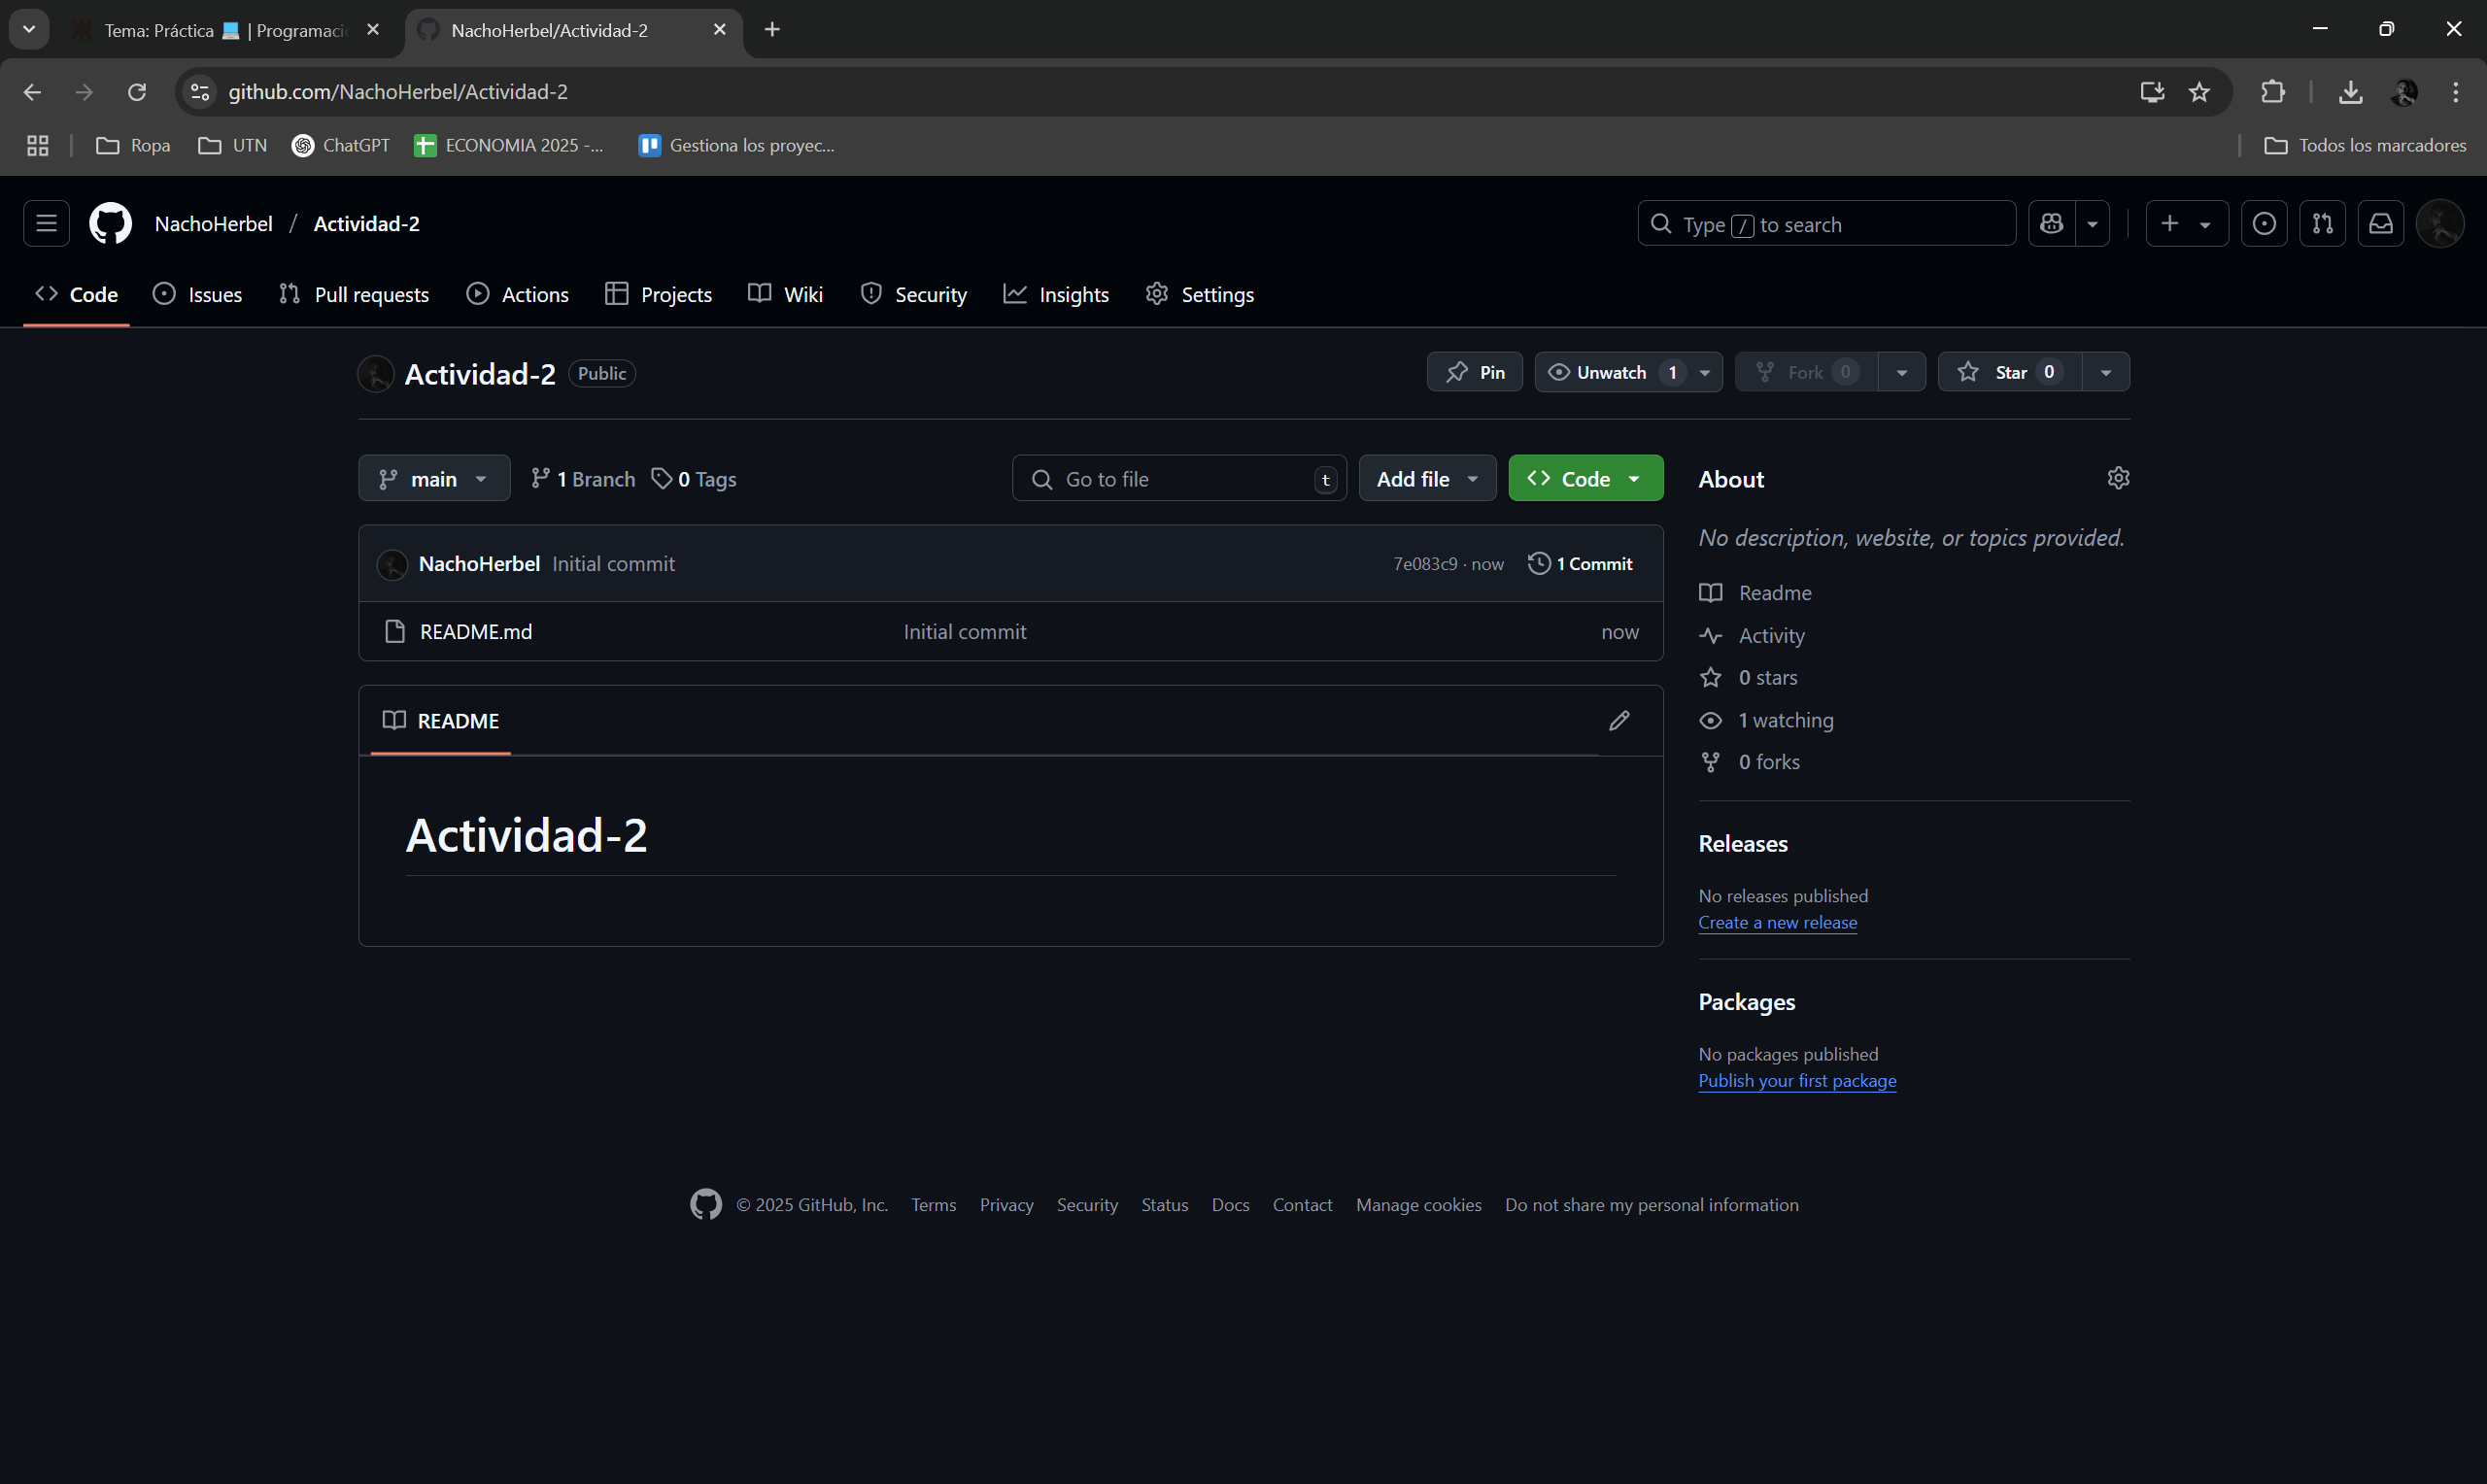 Tema: Práctica 💻 | Programaci
NachoHerbel/Actividad-2
github.com/NachoHerbel/Actividad-2
Ropa
UTN
ChatGPT
ECONOMIA 2025 -...
Gestiona los proyec...
Todos los marcadores
NachoHerbel / Actividad-2
Type / to search
Code
Issues
Pull requests
Actions
Projects
Wiki
Security
Insights
Settings
Actividad-2 Public
Pin
Unwatch 1
Fork 0
Star 0
main
1 Branch
0 Tags
Go to file t
Add file
Code
NachoHerbel Initial commit
7e083c9 · now
1 Commit
README.md Initial commit now
README
Actividad-2
About
No description, website, or topics provided.
Readme
Activity
0 stars
1 watching
0 forks
Releases
No releases published
Create a new release
Packages
No packages published
Publish your first package
© 2025 GitHub, Inc. Terms Privacy Security Status Docs Contact Manage cookies Do not share my personal information